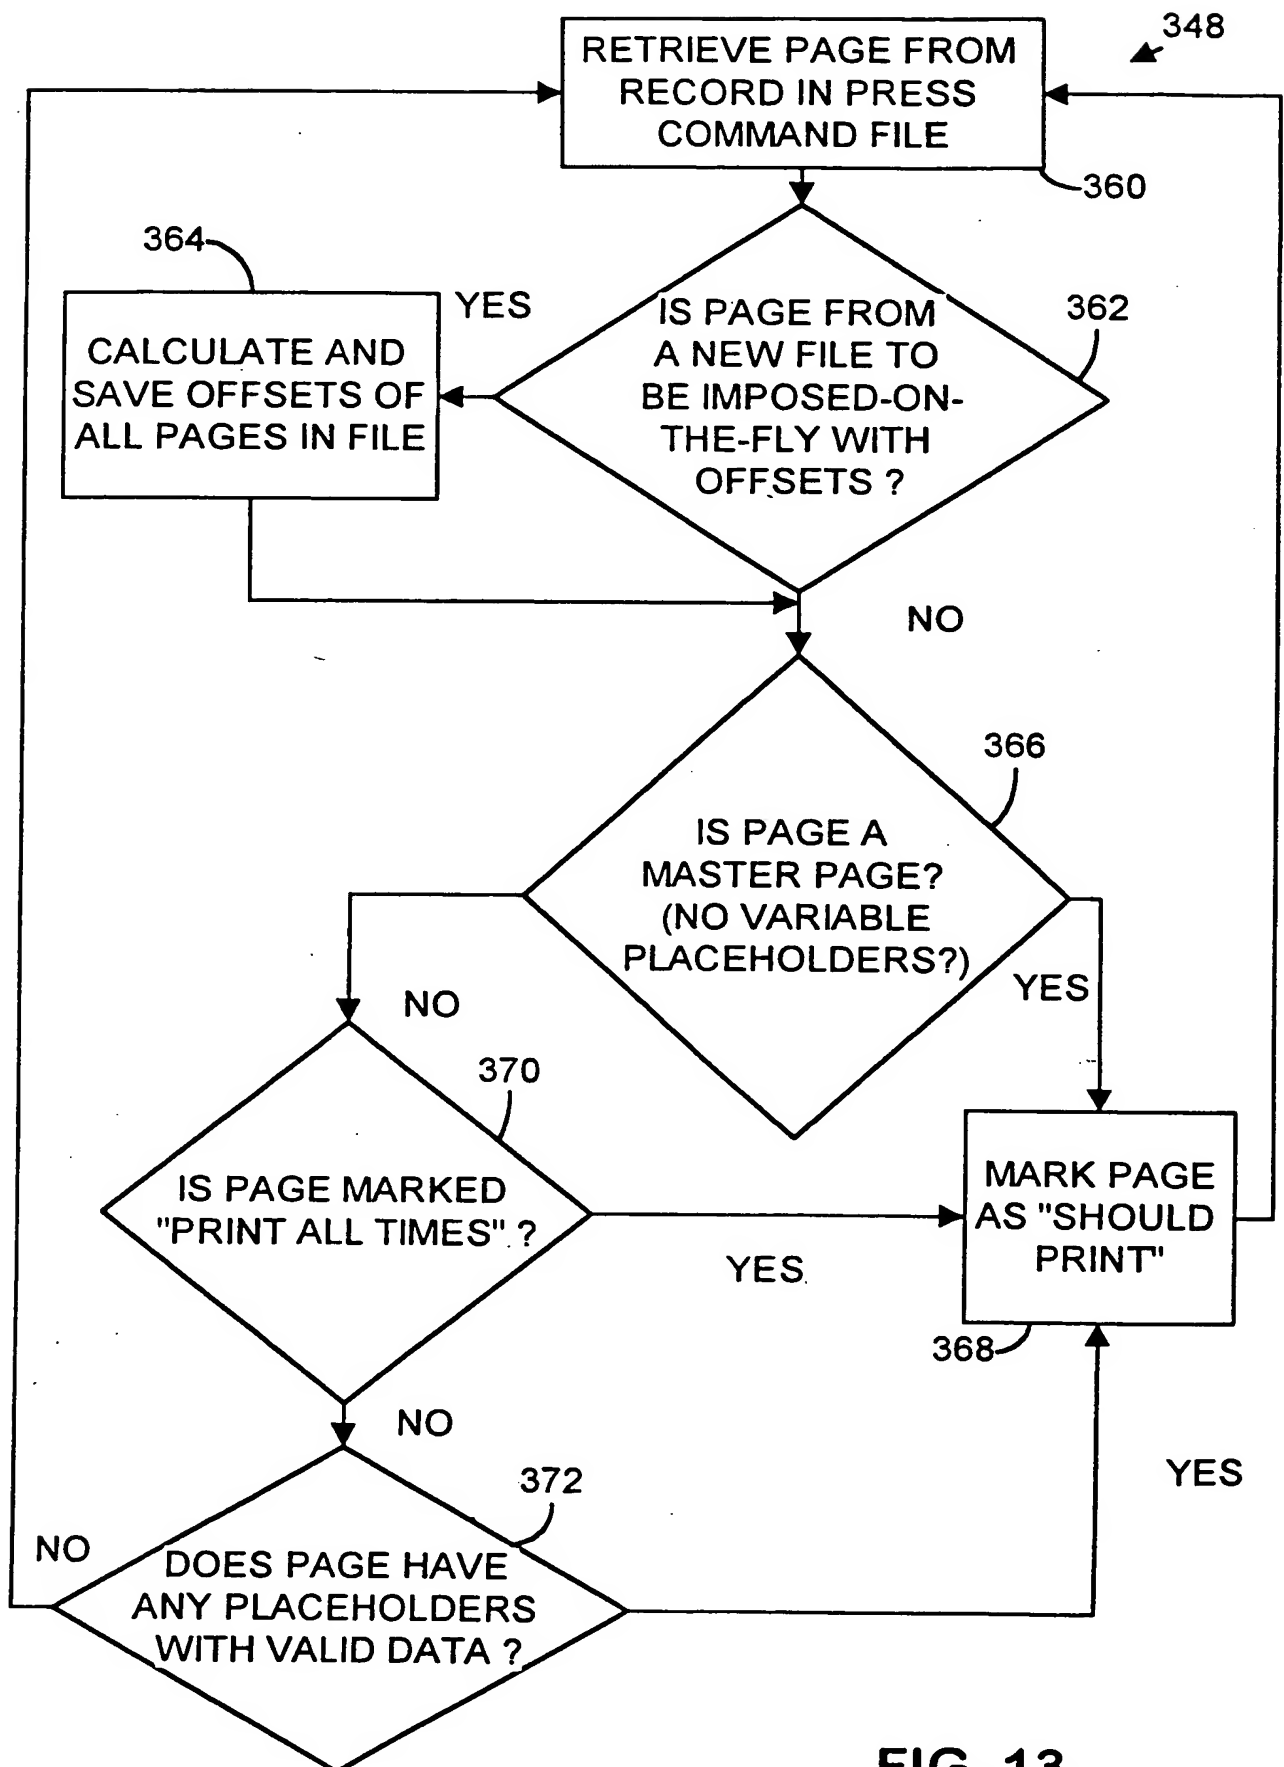 348
RETRIEVE PAGE FROM
RECORD IN PRESS
COMMAND FILE
360
364
YES
362
IS PAGE FROM
A NEW FILE TO
BE IMPOSED-ON-
THE-FLY WITH
OFFSETS ?
CALCULATE AND
SAVE OFFSETS OF
ALL PAGES IN FILE
NO
366
IS PAGE A
MASTER PAGE?
(NO VARIABLE
PLACEHOLDERS?)
YES
NO
370
IS PAGE MARKED
"PRINT ALL TIMES" ?
YES
MARK PAGE
AS "SHOULD
PRINT"
368
NO
372
YES
NO
DOES PAGE HAVE
ANY PLACEHOLDERS
WITH VALID DATA ?
FIG. 13